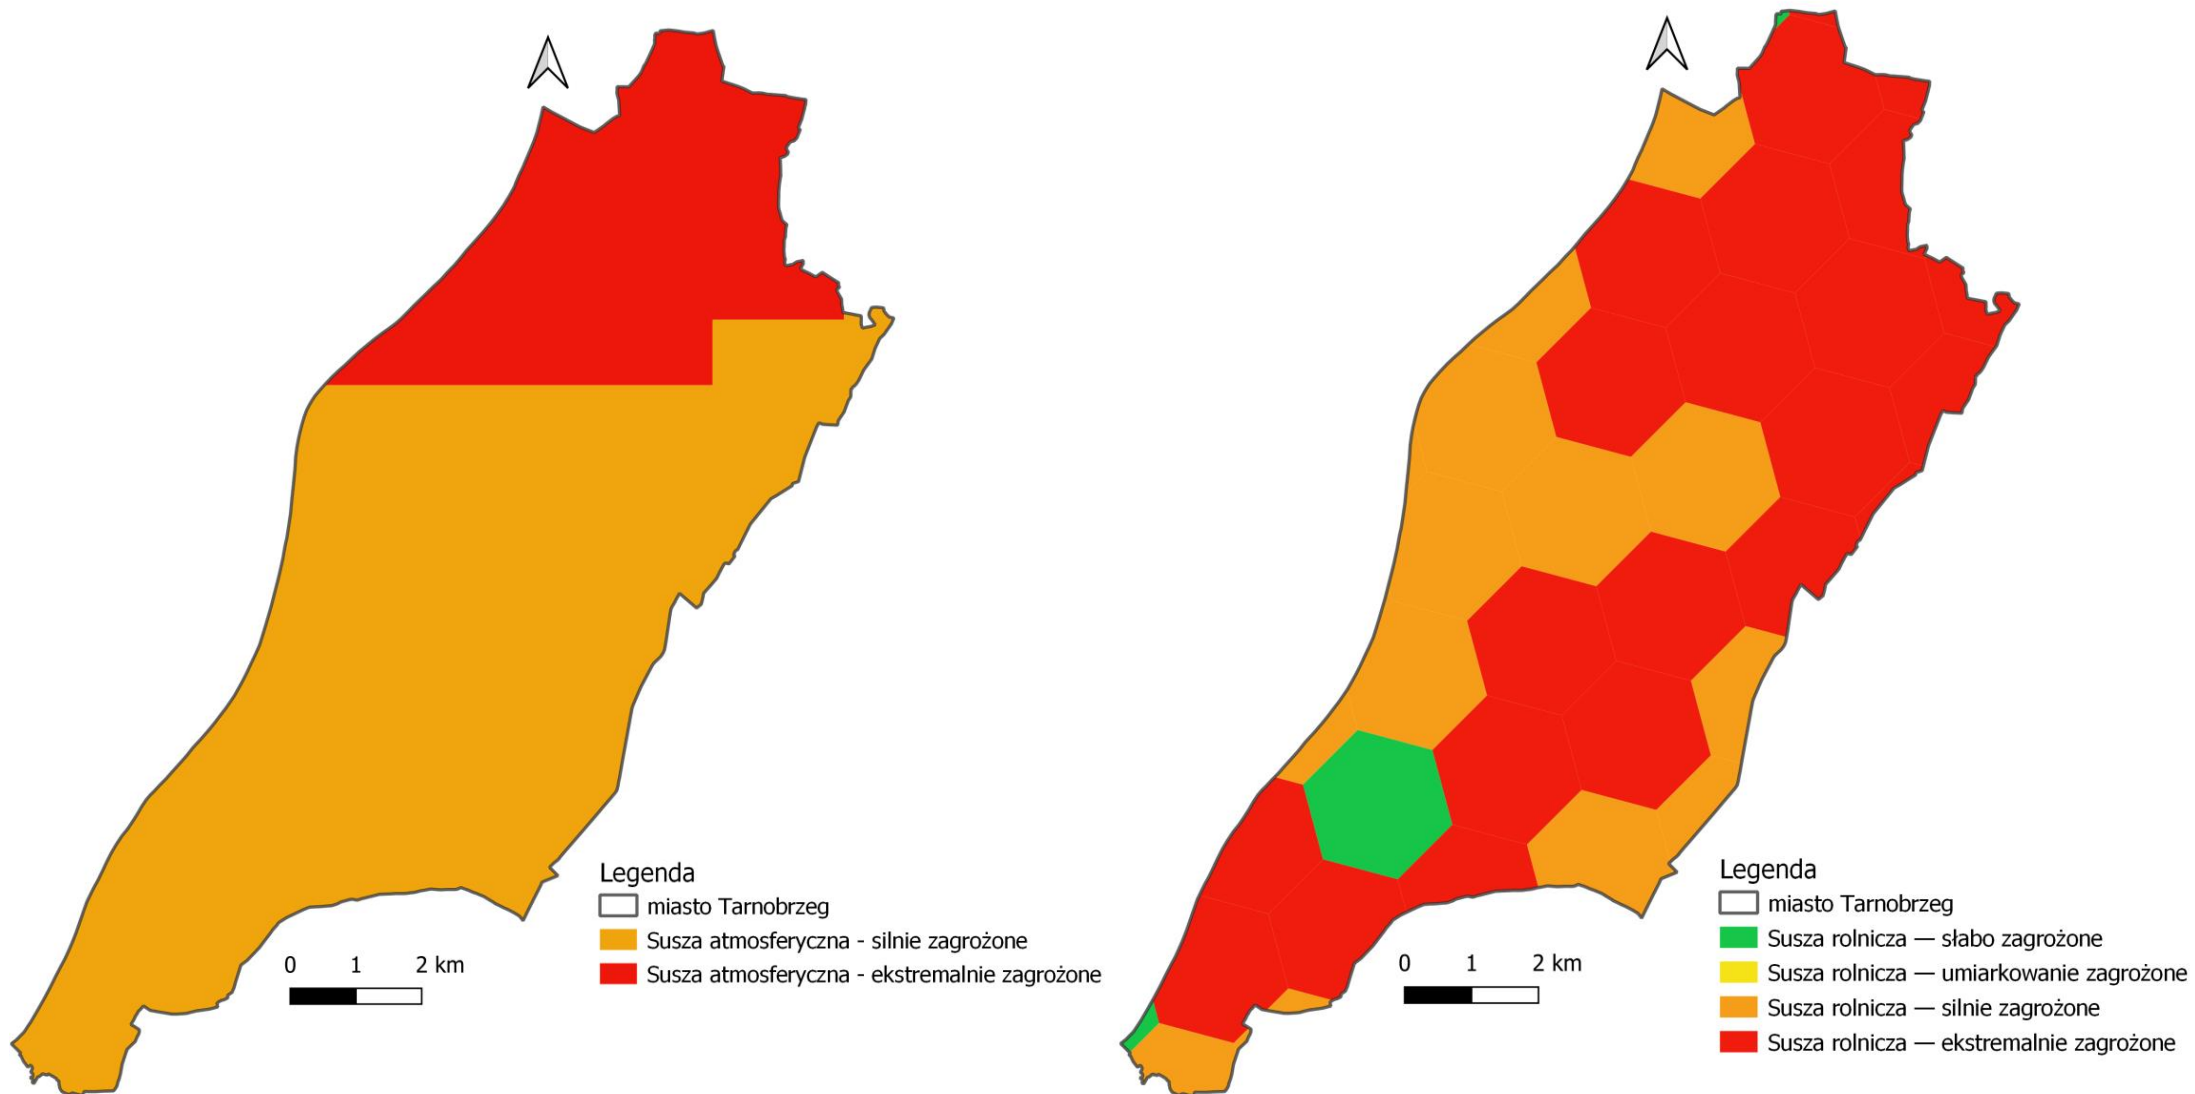 Legenda
miasto Tarnobrzeg
Susza atmosferyczna - silnie zagrożone
Susza atmosferyczna - ekstremalnie zagrożone
0 1 2 km
Legenda
miasto Tarnobrzeg
Susza rolnicza — słabo zagrożone
Susza rolnicza — umiarkowanie zagrożone
Susza rolnicza — silnie zagrożone
Susza rolnicza — ekstremalnie zagrożone
0 1 2 km